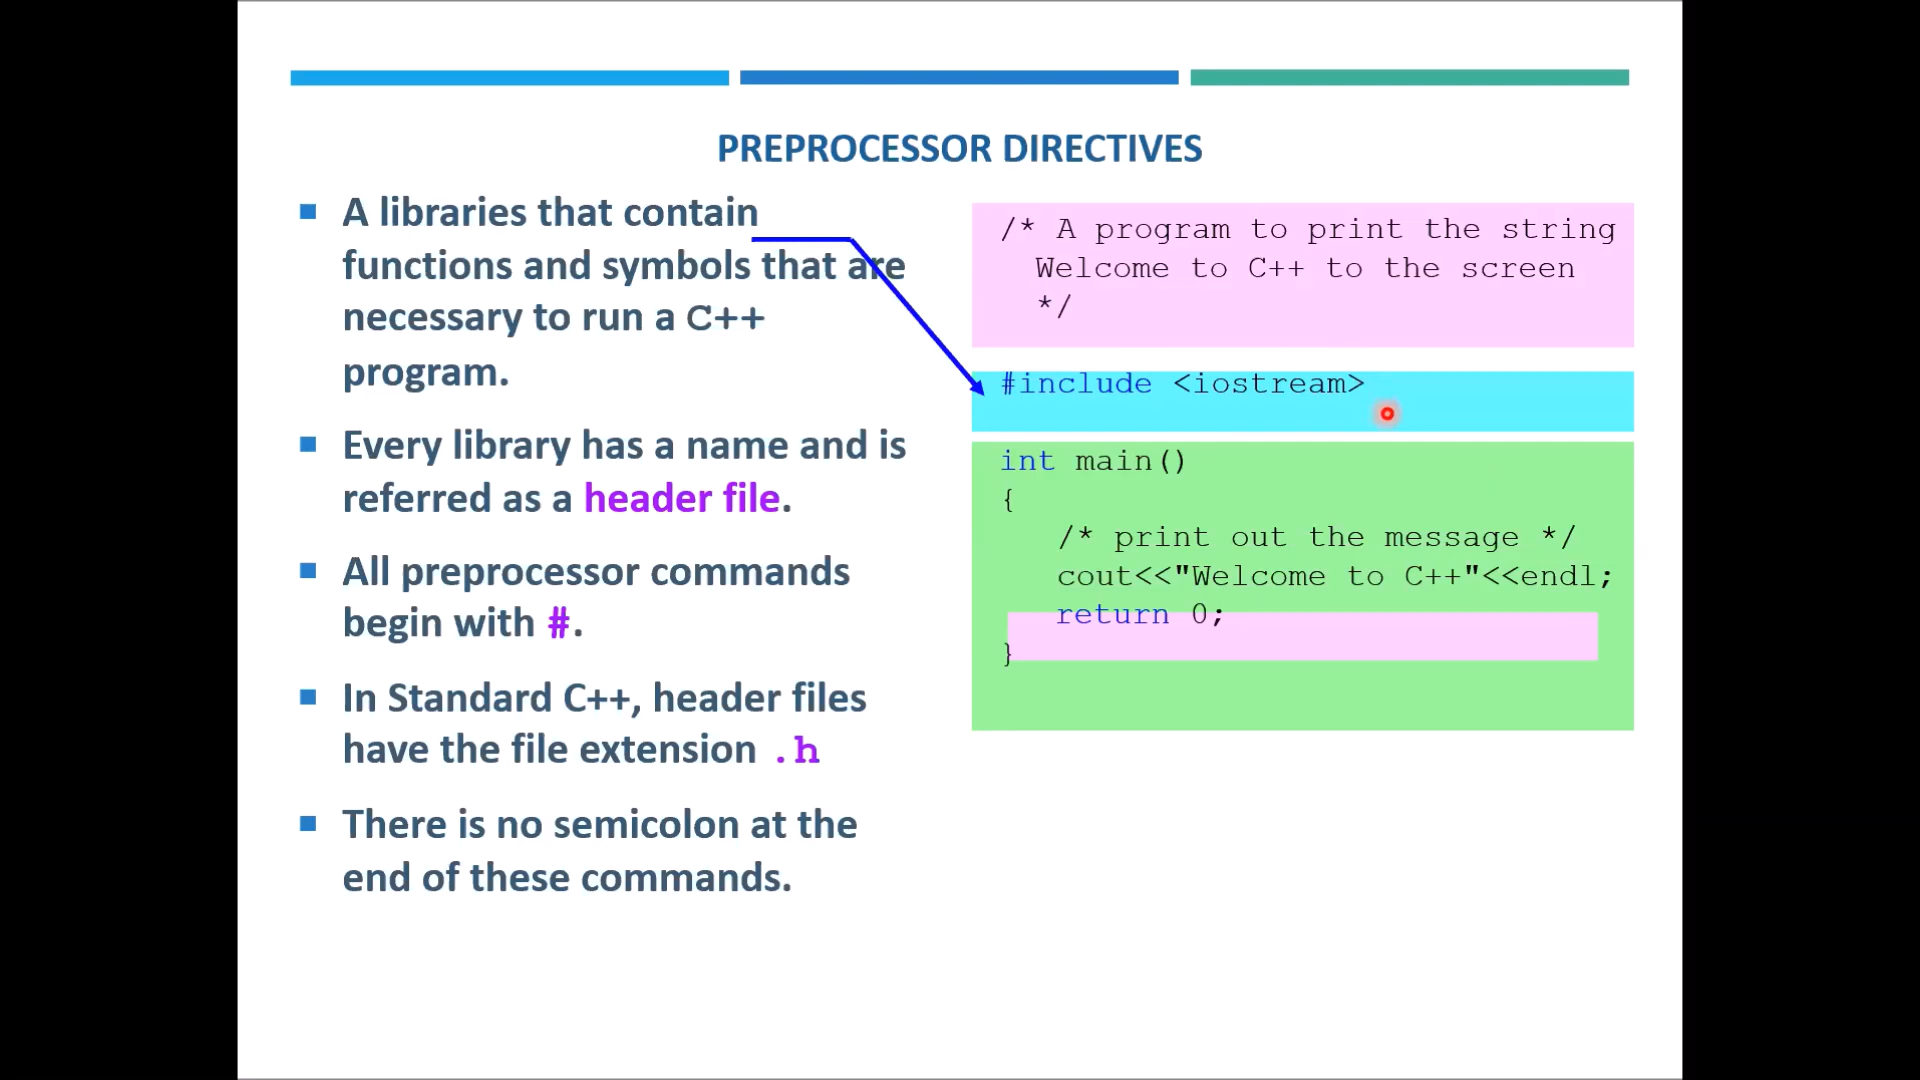 PREPROCESSOR DIRECTIVES
A libraries that contain
functions and symbols that are
necessary to run a C++
program.
Every library has a name and is
referred as a header file.
All preprocessor commands
begin with #.
In Standard C++, header files
have the file extension .h
There is no semicolon at the
end of these commands.
/* A program to print the string
Welcome to C++ to the screen
*/
#include <iostream>
int main()
{
/* print out the message */
cout<<"Welcome to C++"<<endl;
return 0;
}